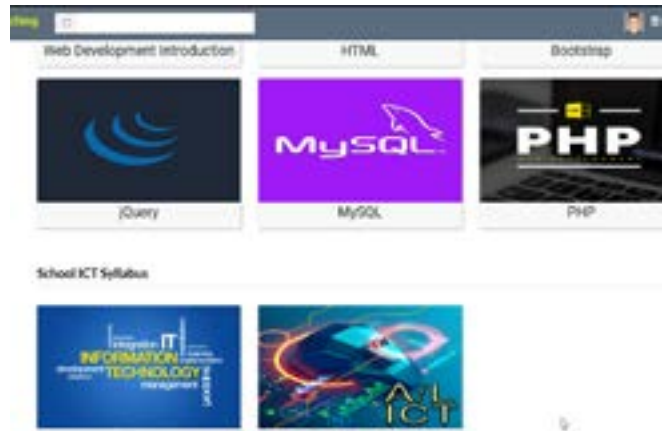 Web Development Introduction
HTML
Bootstrap
MySQL
PHP
jQuery
MySQL
PHP
School ICT Syllabus
IT
INFORMATION
TECHNOLOGY
management
A/L
ICT